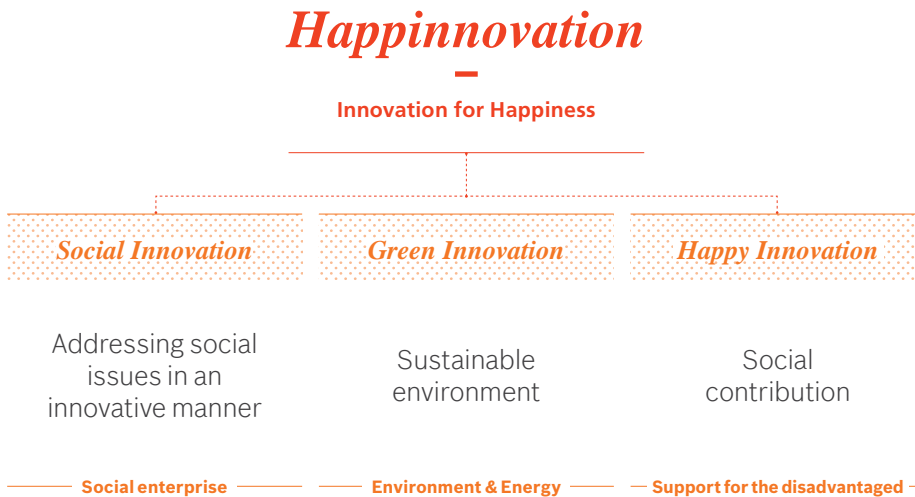 Happinnovation
Innovation for Happiness
Social Innovation
Green Innovation
Happy Innovation
Addressing social
issues in an
innovative manner
Sustainable
environment
Social
contribution
Social enterprise
Environment & Energy
Support for the disadvantaged